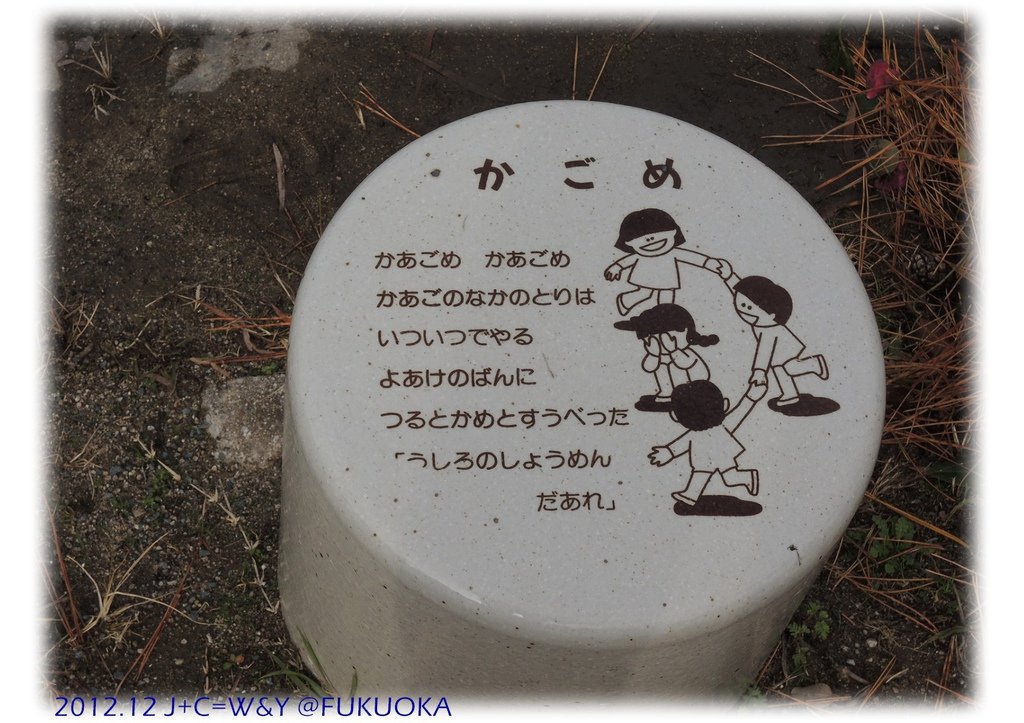 かごめ
かあごめ　かあごめ
かあごのなかのとりは
いついつでやる
よあけのばんに
つるとかめとすうべった
「うしろのしょうめん
だあれ」
2012.12 J+C=W&Y @FUKUOKA